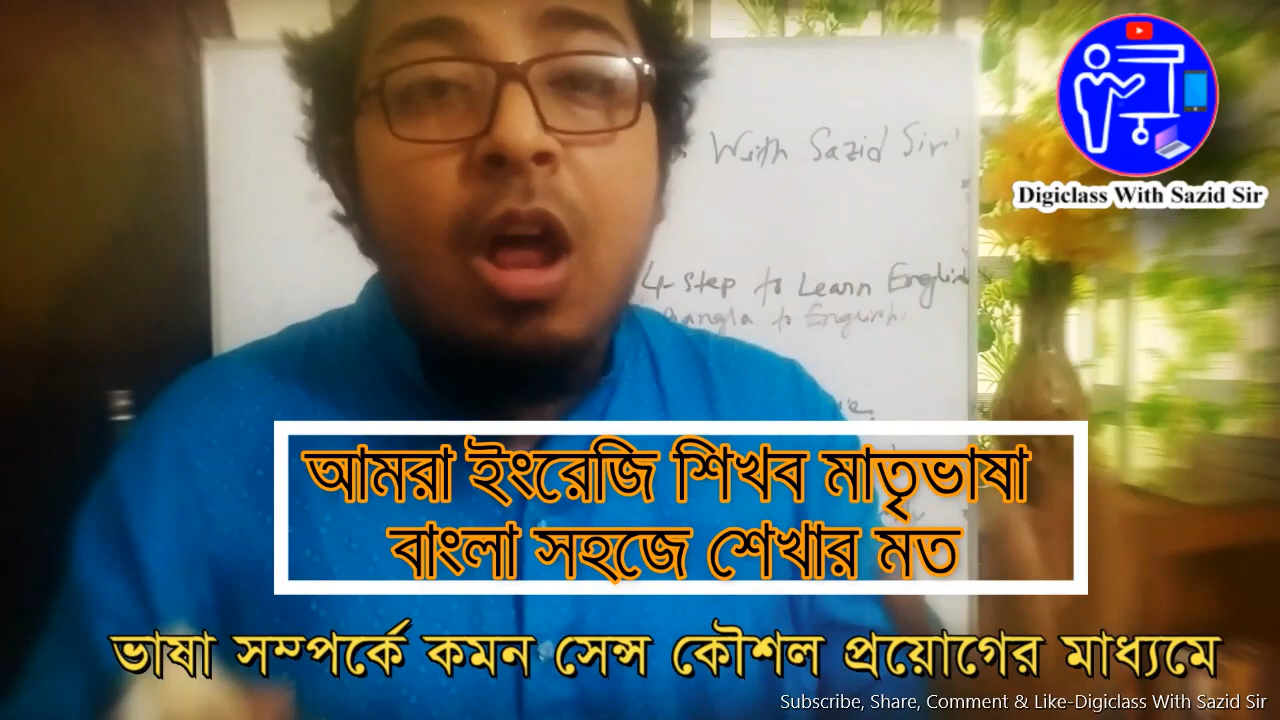 With Sazid Sir'
Digiclass With Sazid Sir
4-Step to Learn English
Bangla to English
আমরা ইংরেজি শিখব মাতৃভাষা
বাংলা সহজে শেখার মত
ভাষা সম্পর্কে কমন সেন্স কৌশল প্রয়োগের মাধ্যমে
Subscribe, Share, Comment & Like-Digiclass With Sazid Sir